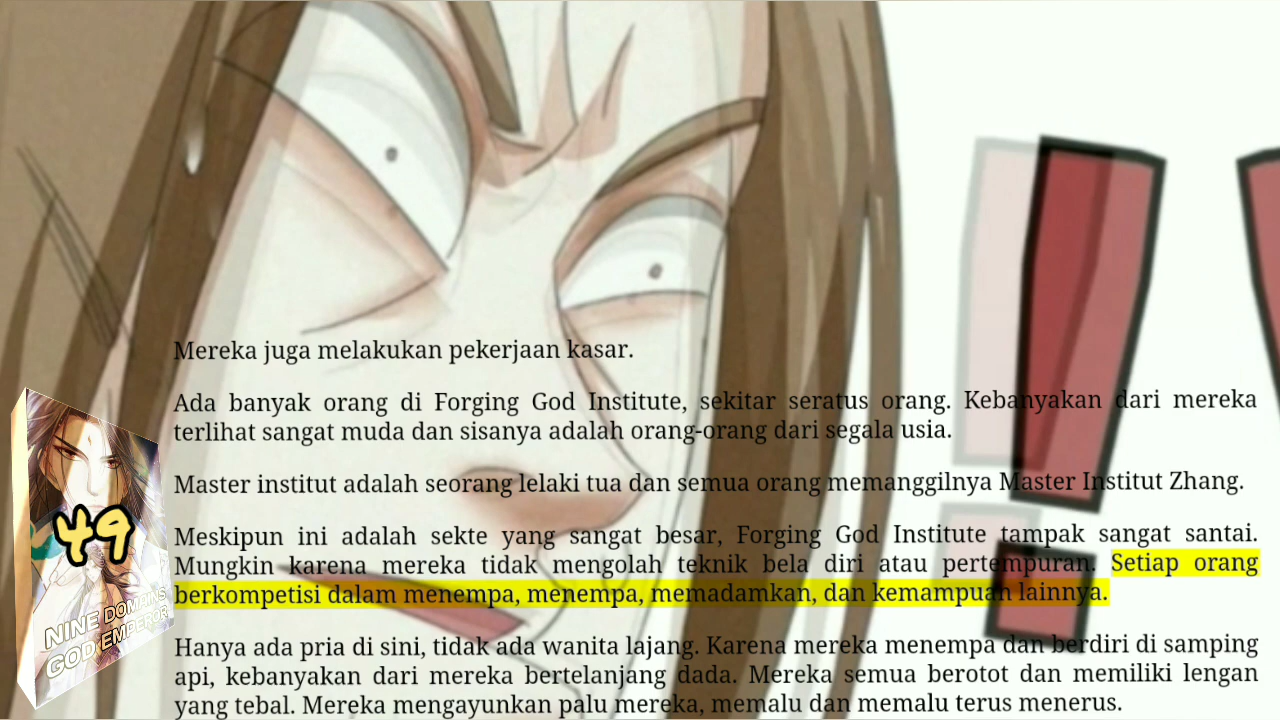 Mereka juga melakukan pekerjaan kasar.
Ada banyak orang di Forging God Institute, sekitar seratus orang. Kebanyakan dari mereka
terlihat sangat muda dan sisanya adalah orang-orang dari segala usia.
Master institut adalah seorang lelaki tua dan semua orang memanggilnya Master Institut Zhang.
Meskipun ini adalah sekte yang sangat besar, Forging God Institute tampak sangat santai.
Mungkin karena mereka tidak mengolah teknik bela diri atau pertempuran. Setiap orang
berkompetisi dalam menempa, menempa, memadamkan, dan kemampuan lainnya.
Hanya ada pria di sini, tidak ada wanita lajang. Karena mereka menempa dan berdiri di samping
api, kebanyakan dari mereka bertelanjang dada. Mereka semua berotot dan memiliki lengan
yang tebal. Mereka mengayunkan palu mereka, memalu dan memalu terus menerus.
49
NINE DOMAINS
GOD EMPEROR
!